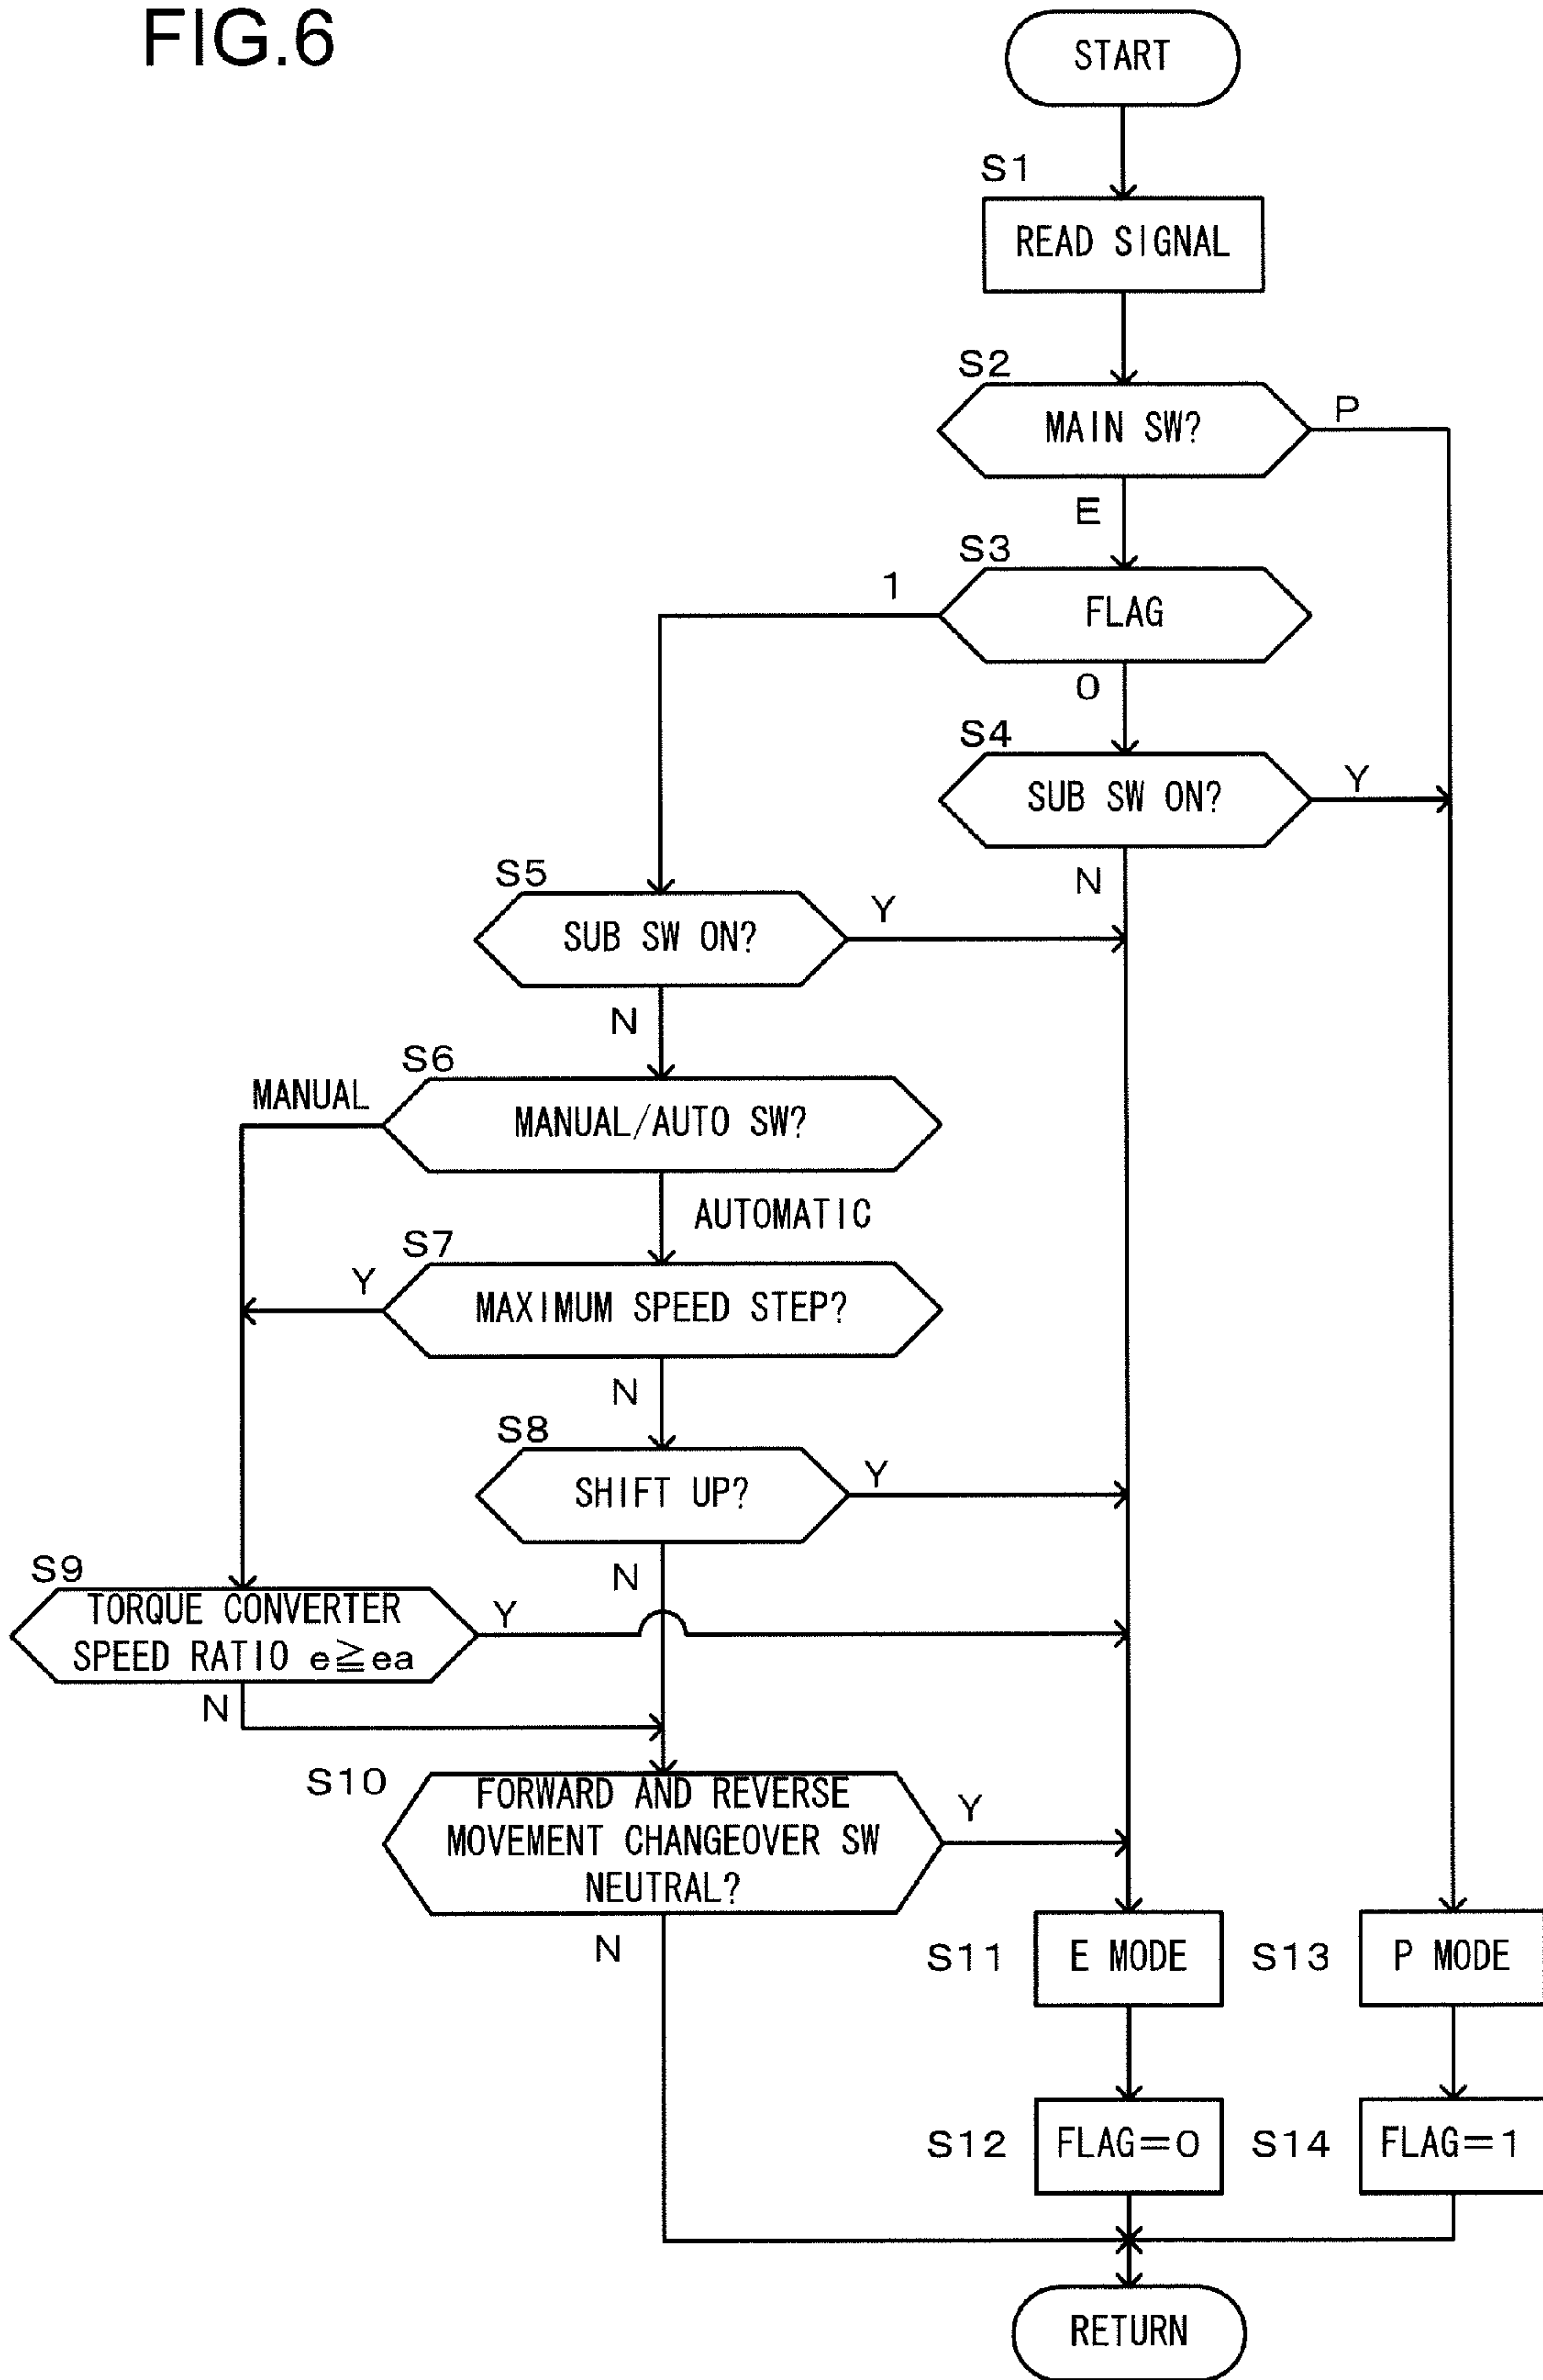 FIG.6
START
S1
READ SIGNAL
S2
MAIN SW?
P
E
S3
1
FLAG
0
S4
SUB SW ON?
Y
N
S5
SUB SW ON?
Y
N
S6
MANUAL
MANUAL/AUTO SW?
AUTOMATIC
S7
Y
MAXIMUM SPEED STEP?
N
S8
SHIFT UP?
Y
N
S9
TORQUE CONVERTER
SPEED RATIO e≧ea
Y
N
S10
FORWARD AND REVERSE
MOVEMENT CHANGEOVER SW
NEUTRAL?
Y
N
S11
E MODE
S13
P MODE
S12
FLAG=0
S14
FLAG=1
RETURN